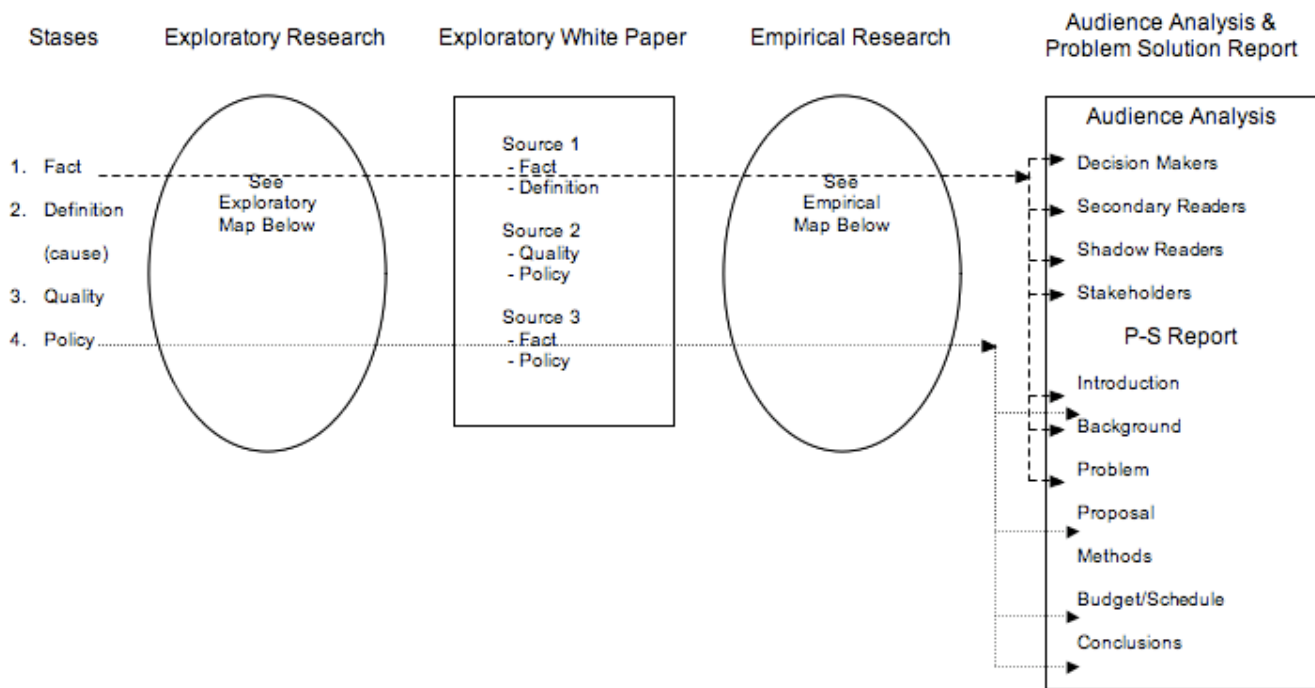 Stases
Exploratory Research
Exploratory White Paper
Empirical Research
Audience Analysis &
Problem Solution Report
1. Fact
2. Definition
(cause)
3. Quality
4. Policy
See
Exploratory
Map Below
Source 1
- Fact
- Definition
Source 2
- Quality
- Policy
Source 3
- Fact
- Policy
See
Empirical
Map Below
Audience Analysis
Decision Makers
Secondary Readers
Shadow Readers
Stakeholders
P-S Report
Introduction
Background
Problem
Proposal
Methods
Budget/Schedule
Conclusions